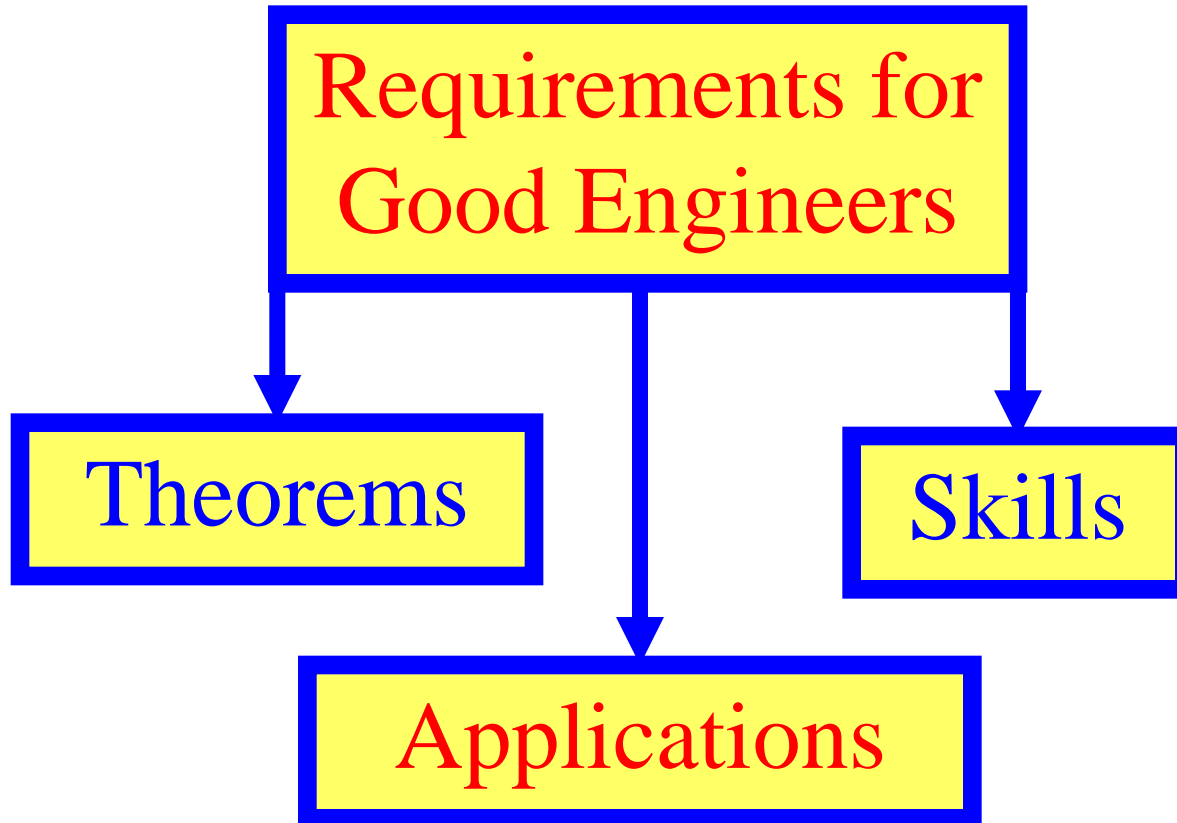 Requirements for
Good Engineers
Theorems
Skills
Applications